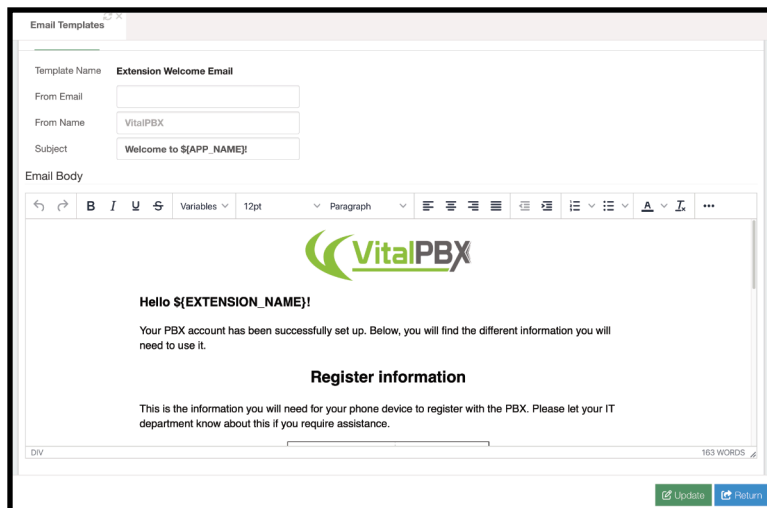 Email Templates
Template Name Extension Welcome Email
From Email
From Name VitalPBX
Subject Welcome to ${APP_NAME}!
Email Body
B I U S Variables 12pt Paragraph A Tx
VitalPBX
Hello ${EXTENSION_NAME}!
Your PBX account has been successfully set up. Below, you will find the different information you will
need to use it.
Register information
This is the information you will need for your phone device to register with the PBX. Please let your IT
department know about this if you require assistance.
DIV 163 WORDS
Update Return